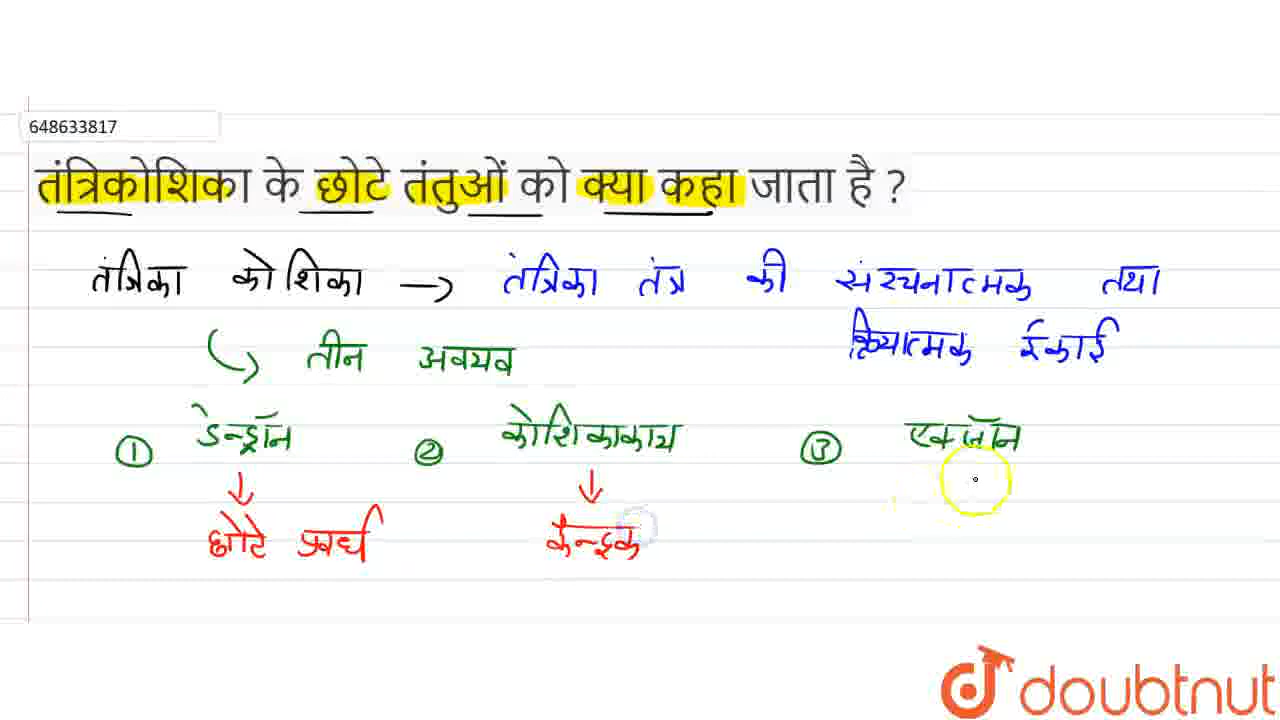 648633817
तंत्रिकोशिका के छोटे तंतुओं को क्या कहा जाता है ?
तंत्रिका कोशिका → तंत्रिका तंत्र की संरचनात्मक तथा
क्रियात्मक ईकाई
तीन अवयव
① डेन्ड्रॉन ② कोशिकाकाय ③ एक्जॉन
↓ ↓
छोटे प्रवर्ध केन्द्रक
doubtnut